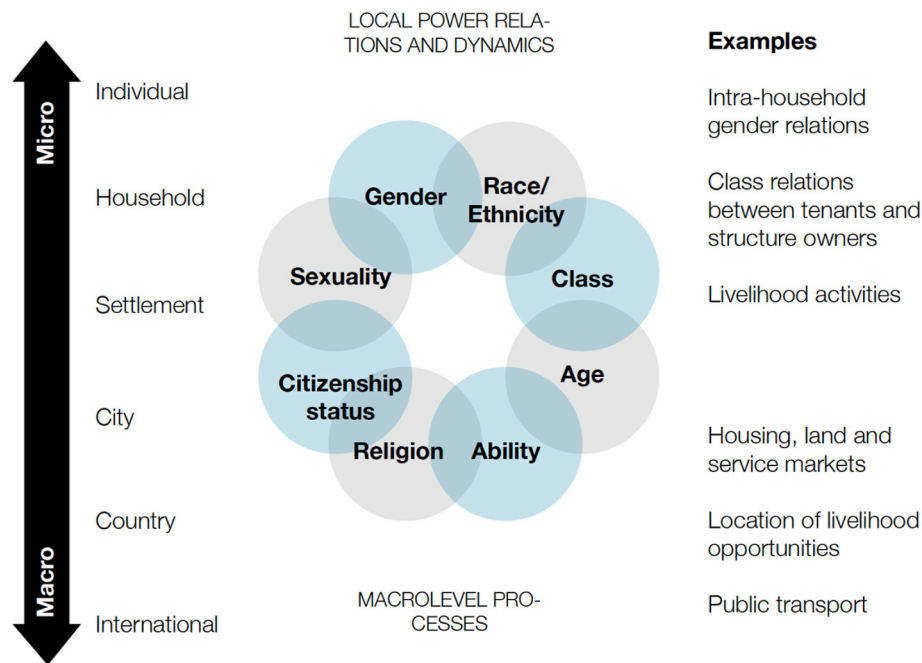 LOCAL POWER RELA-
TIONS AND DYNAMICS
Micro
Macro
Individual
Household
Settlement
City
Country
International
Gender
Race/
Ethnicity
Sexuality
Class
Citizenship
status
Age
Religion
Ability
MACROLEVEL PRO-
CESSES
Examples
Intra-household
gender relations
Class relations
between tenants and
structure owners
Livelihood activities
Housing, land and
service markets
Location of livelihood
opportunities
Public transport